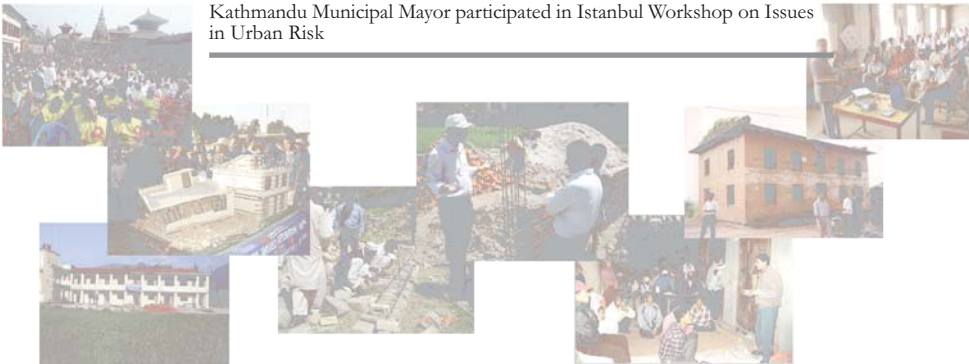 Kathmandu Municipal Mayor participated in Istanbul Workshop on Issues
in Urban Risk